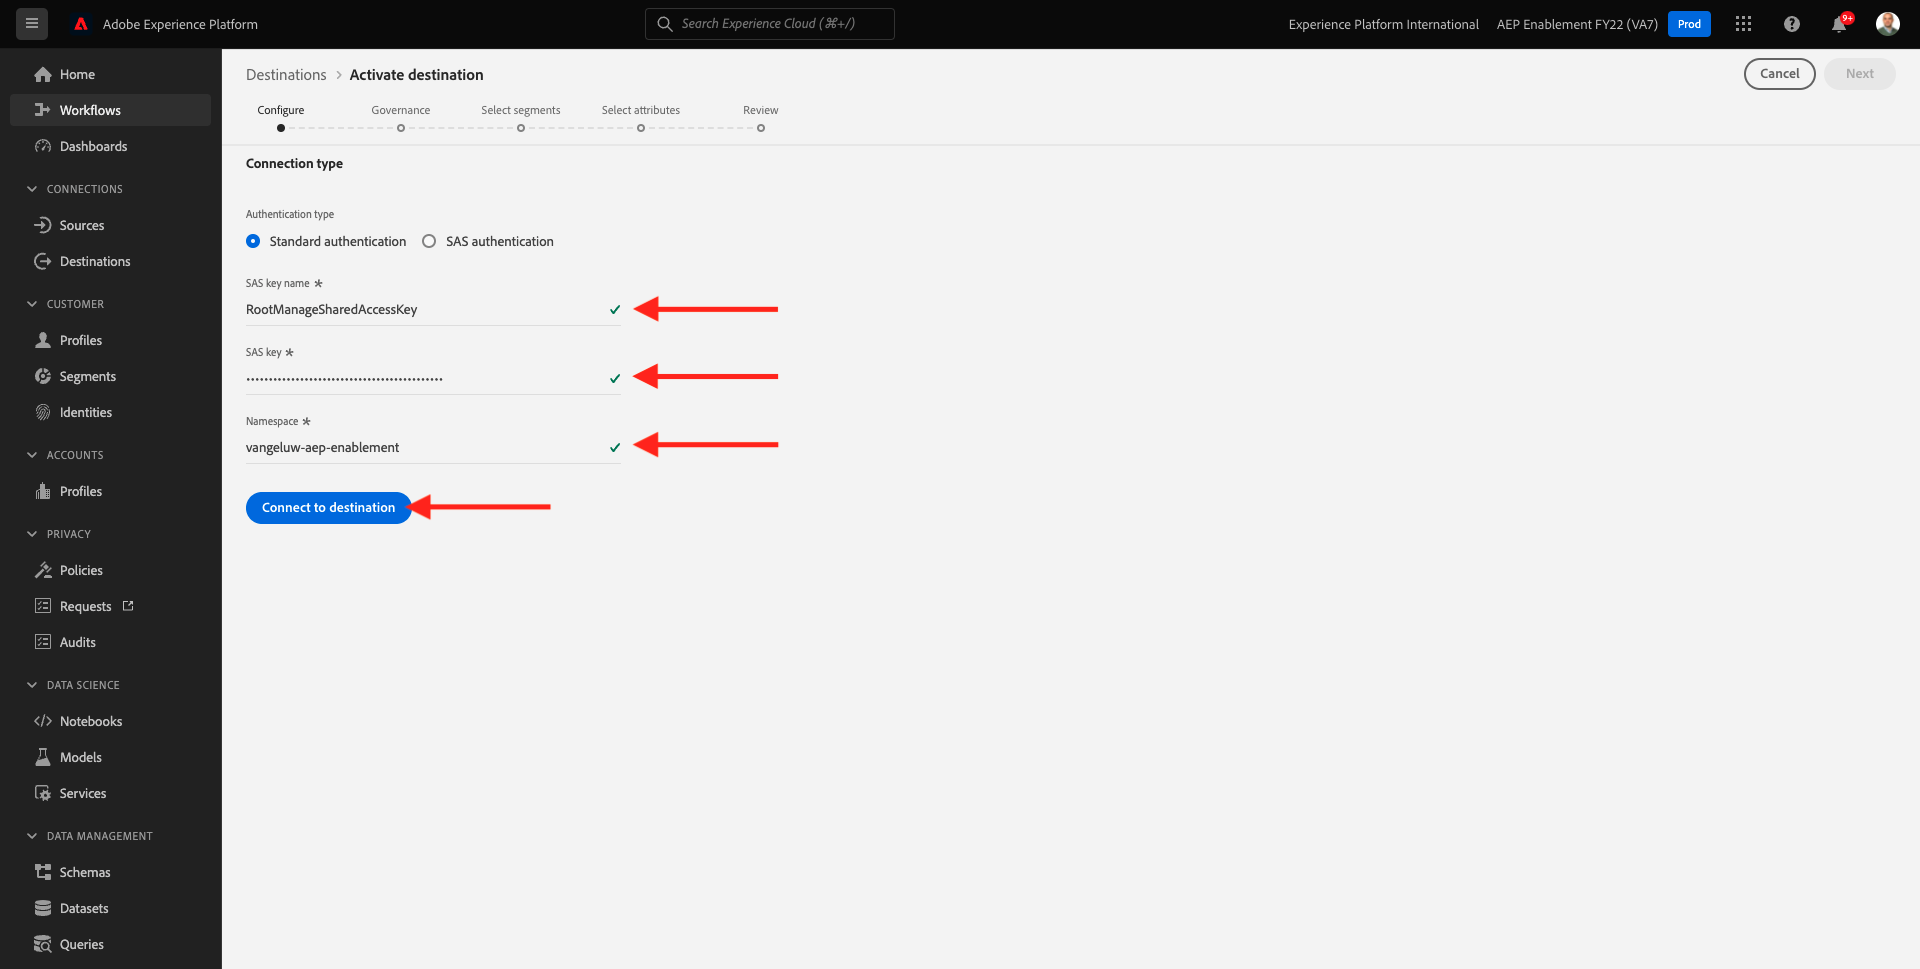 Adobe Experience Platform
Search Experience Cloud (⌘+/)
Experience Platform International
AEP Enablement FY22 (VA7)
Prod
9+
Home
Workflows
Dashboards
CONNECTIONS
Sources
Destinations
CUSTOMER
Profiles
Segments
Identities
ACCOUNTS
Profiles
PRIVACY
Policies
Requests
Audits
DATA SCIENCE
Notebooks
Models
Services
DATA MANAGEMENT
Schemas
Datasets
Queries
Destinations > Activate destination
Cancel
Next
Configure
Governance
Select segments
Select attributes
Review
Connection type
Authentication type
Standard authentication
SAS authentication
SAS key name *
RootManageSharedAccessKey
SAS key *
••••••••••••••••••••••••••••••••••••••••••••
Namespace *
vangeluw-aep-enablement
Connect to destination